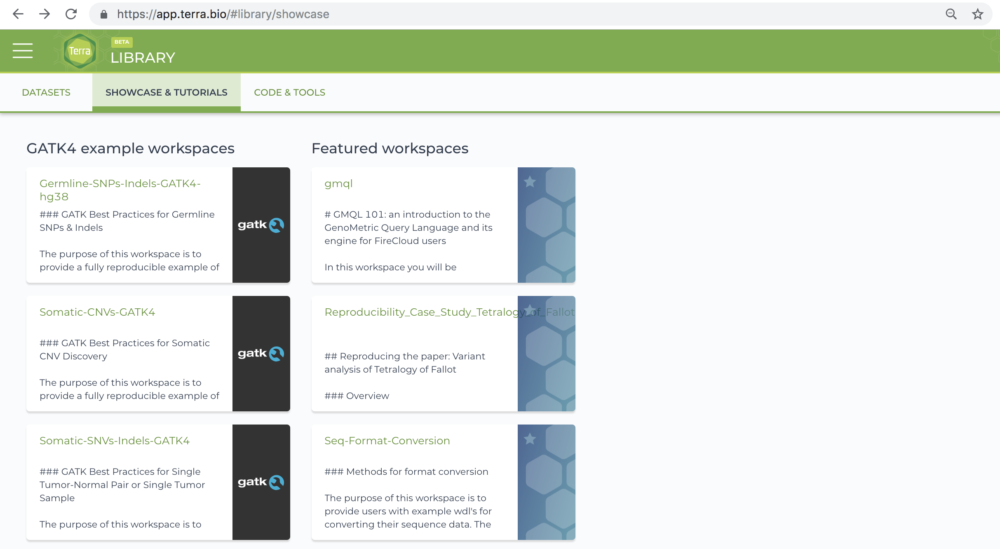 https://app.terra.bio/#library/showcase
Terra
BETA
LIBRARY
DATASETS
SHOWCASE & TUTORIALS
CODE & TOOLS
GATK4 example workspaces
Germline-SNPs-Indels-GATK4-
hg38
### GATK Best Practices for Germline
SNPs & Indels
The purpose of this workspace is to
provide a fully reproducible example of
gatk
Somatic-CNVs-GATK4
### GATK Best Practices for Somatic
CNV Discovery
The purpose of this workspace is to
provide a fully reproducible example of
gatk
Somatic-SNVs-Indels-GATK4
### GATK Best Practices for Single
Tumor-Normal Pair or Single Tumor
Sample
The purpose of this workspace is to
gatk
Featured workspaces
gmql
# GMQL 101: an introduction to the
GenoMetric Query Language and its
engine for FireCloud users
In this workspace you will be
Reproducibility_Case_Study_Tetralogy_of_Fallot
## Reproducing the paper: Variant
analysis of Tetralogy of Fallot
### Overview
Seq-Format-Conversion
### Methods for format conversion
The purpose of this workspace is to
provide users with example wdl's for
converting their sequence data. The